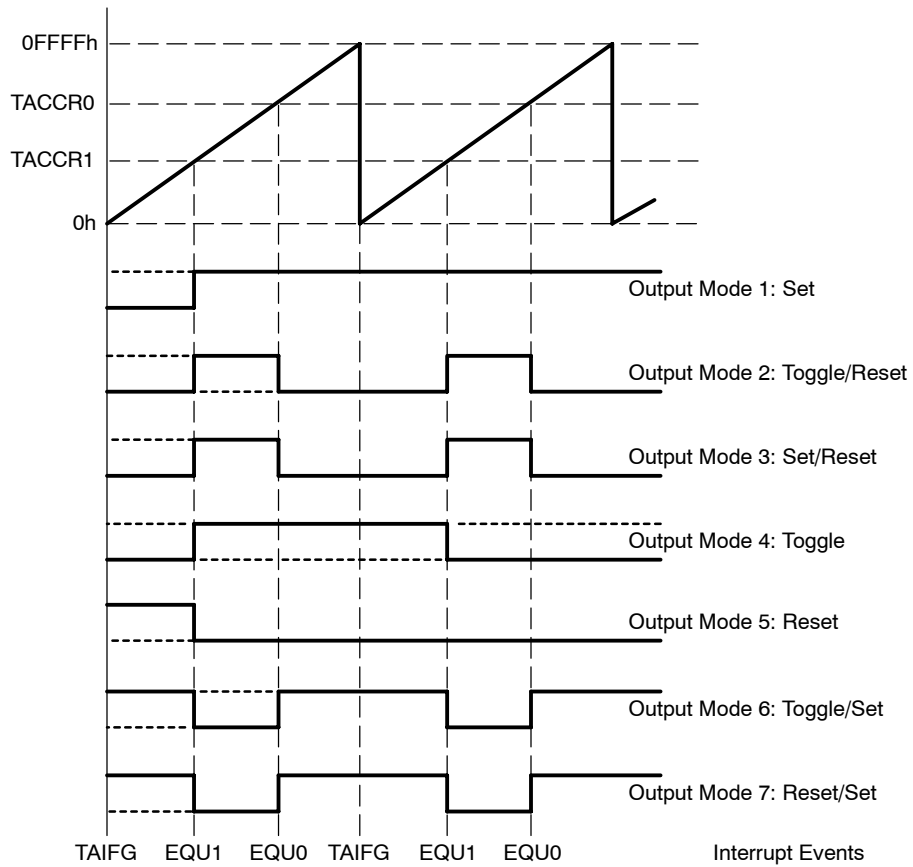 0FFFFh
TACCR0
TACCR1
0h
Output Mode 1: Set
Output Mode 2: Toggle/Reset
Output Mode 3: Set/Reset
Output Mode 4: Toggle
Output Mode 5: Reset
Output Mode 6: Toggle/Set
Output Mode 7: Reset/Set
TAIFG EQU1 EQU0 TAIFG EQU1 EQU0 Interrupt Events